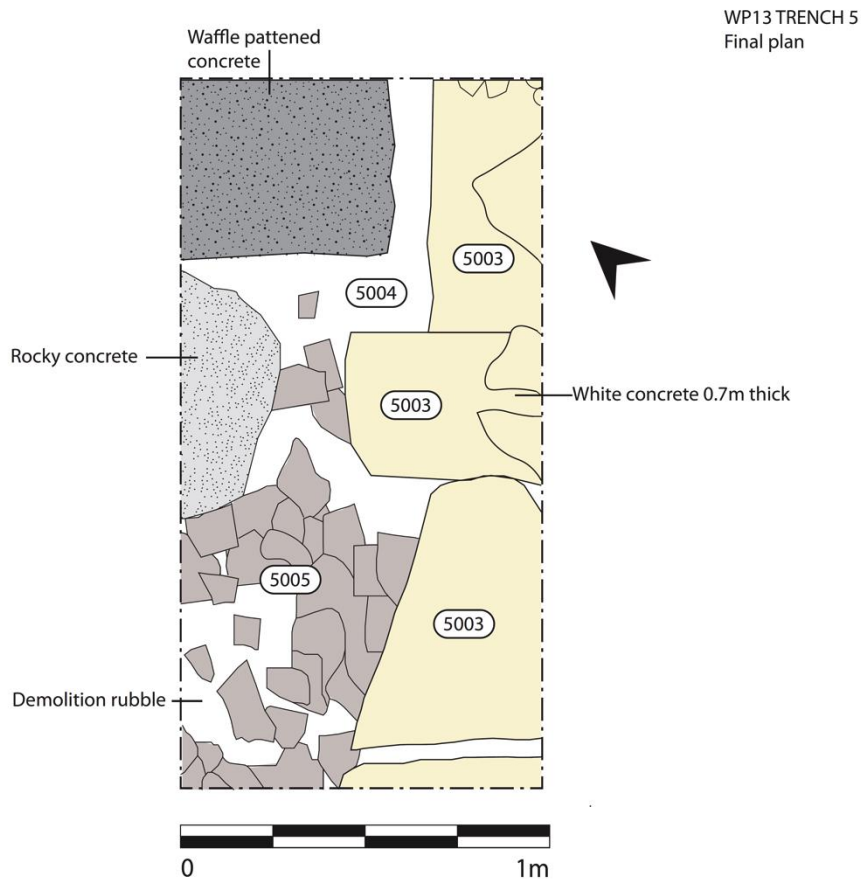 WP13 TRENCH 5
Final plan
Waffle pattened
concrete
5003
5004
Rocky concrete
5003
White concrete 0.7m thick
5005
5003
Demolition rubble
0
1m